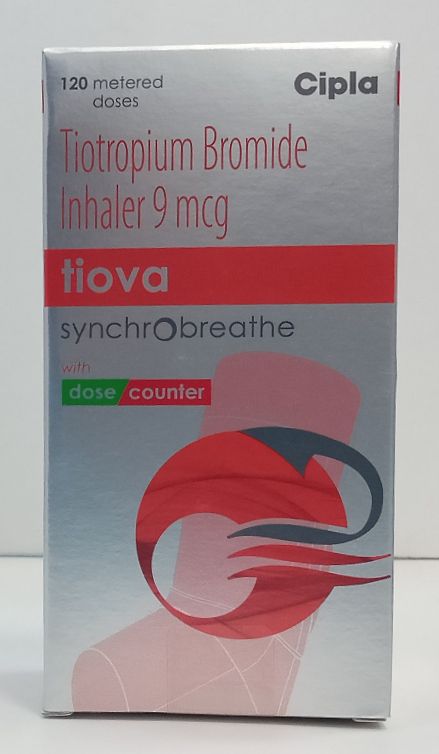 120 metered
doses
Cipla
Tiotropium Bromide
Inhaler 9 mcg
tiova
synchrobreathe
with
dose/counter